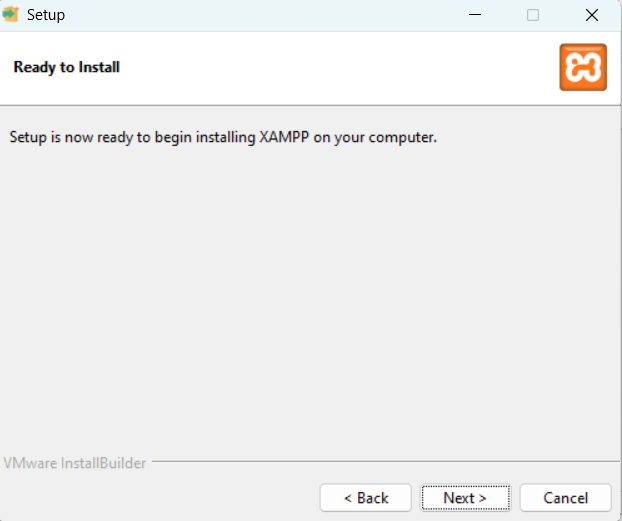 Setup
Ready to Install
Setup is now ready to begin installing XAMPP on your computer.
VMware InstallBuilder
< Back
Next >
Cancel